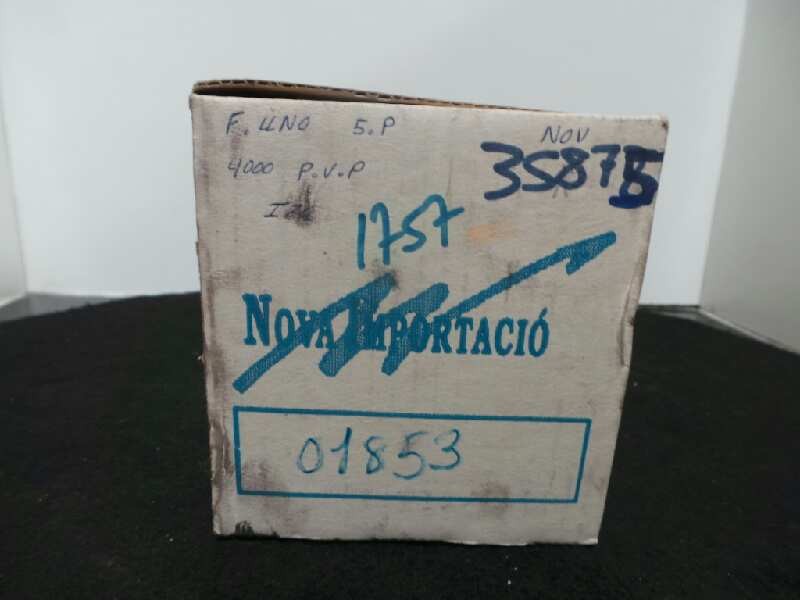 F. UNO 5.P NOV
4000 P.V.P 35875
1757
NOVA IMPORTACIÓ
01853